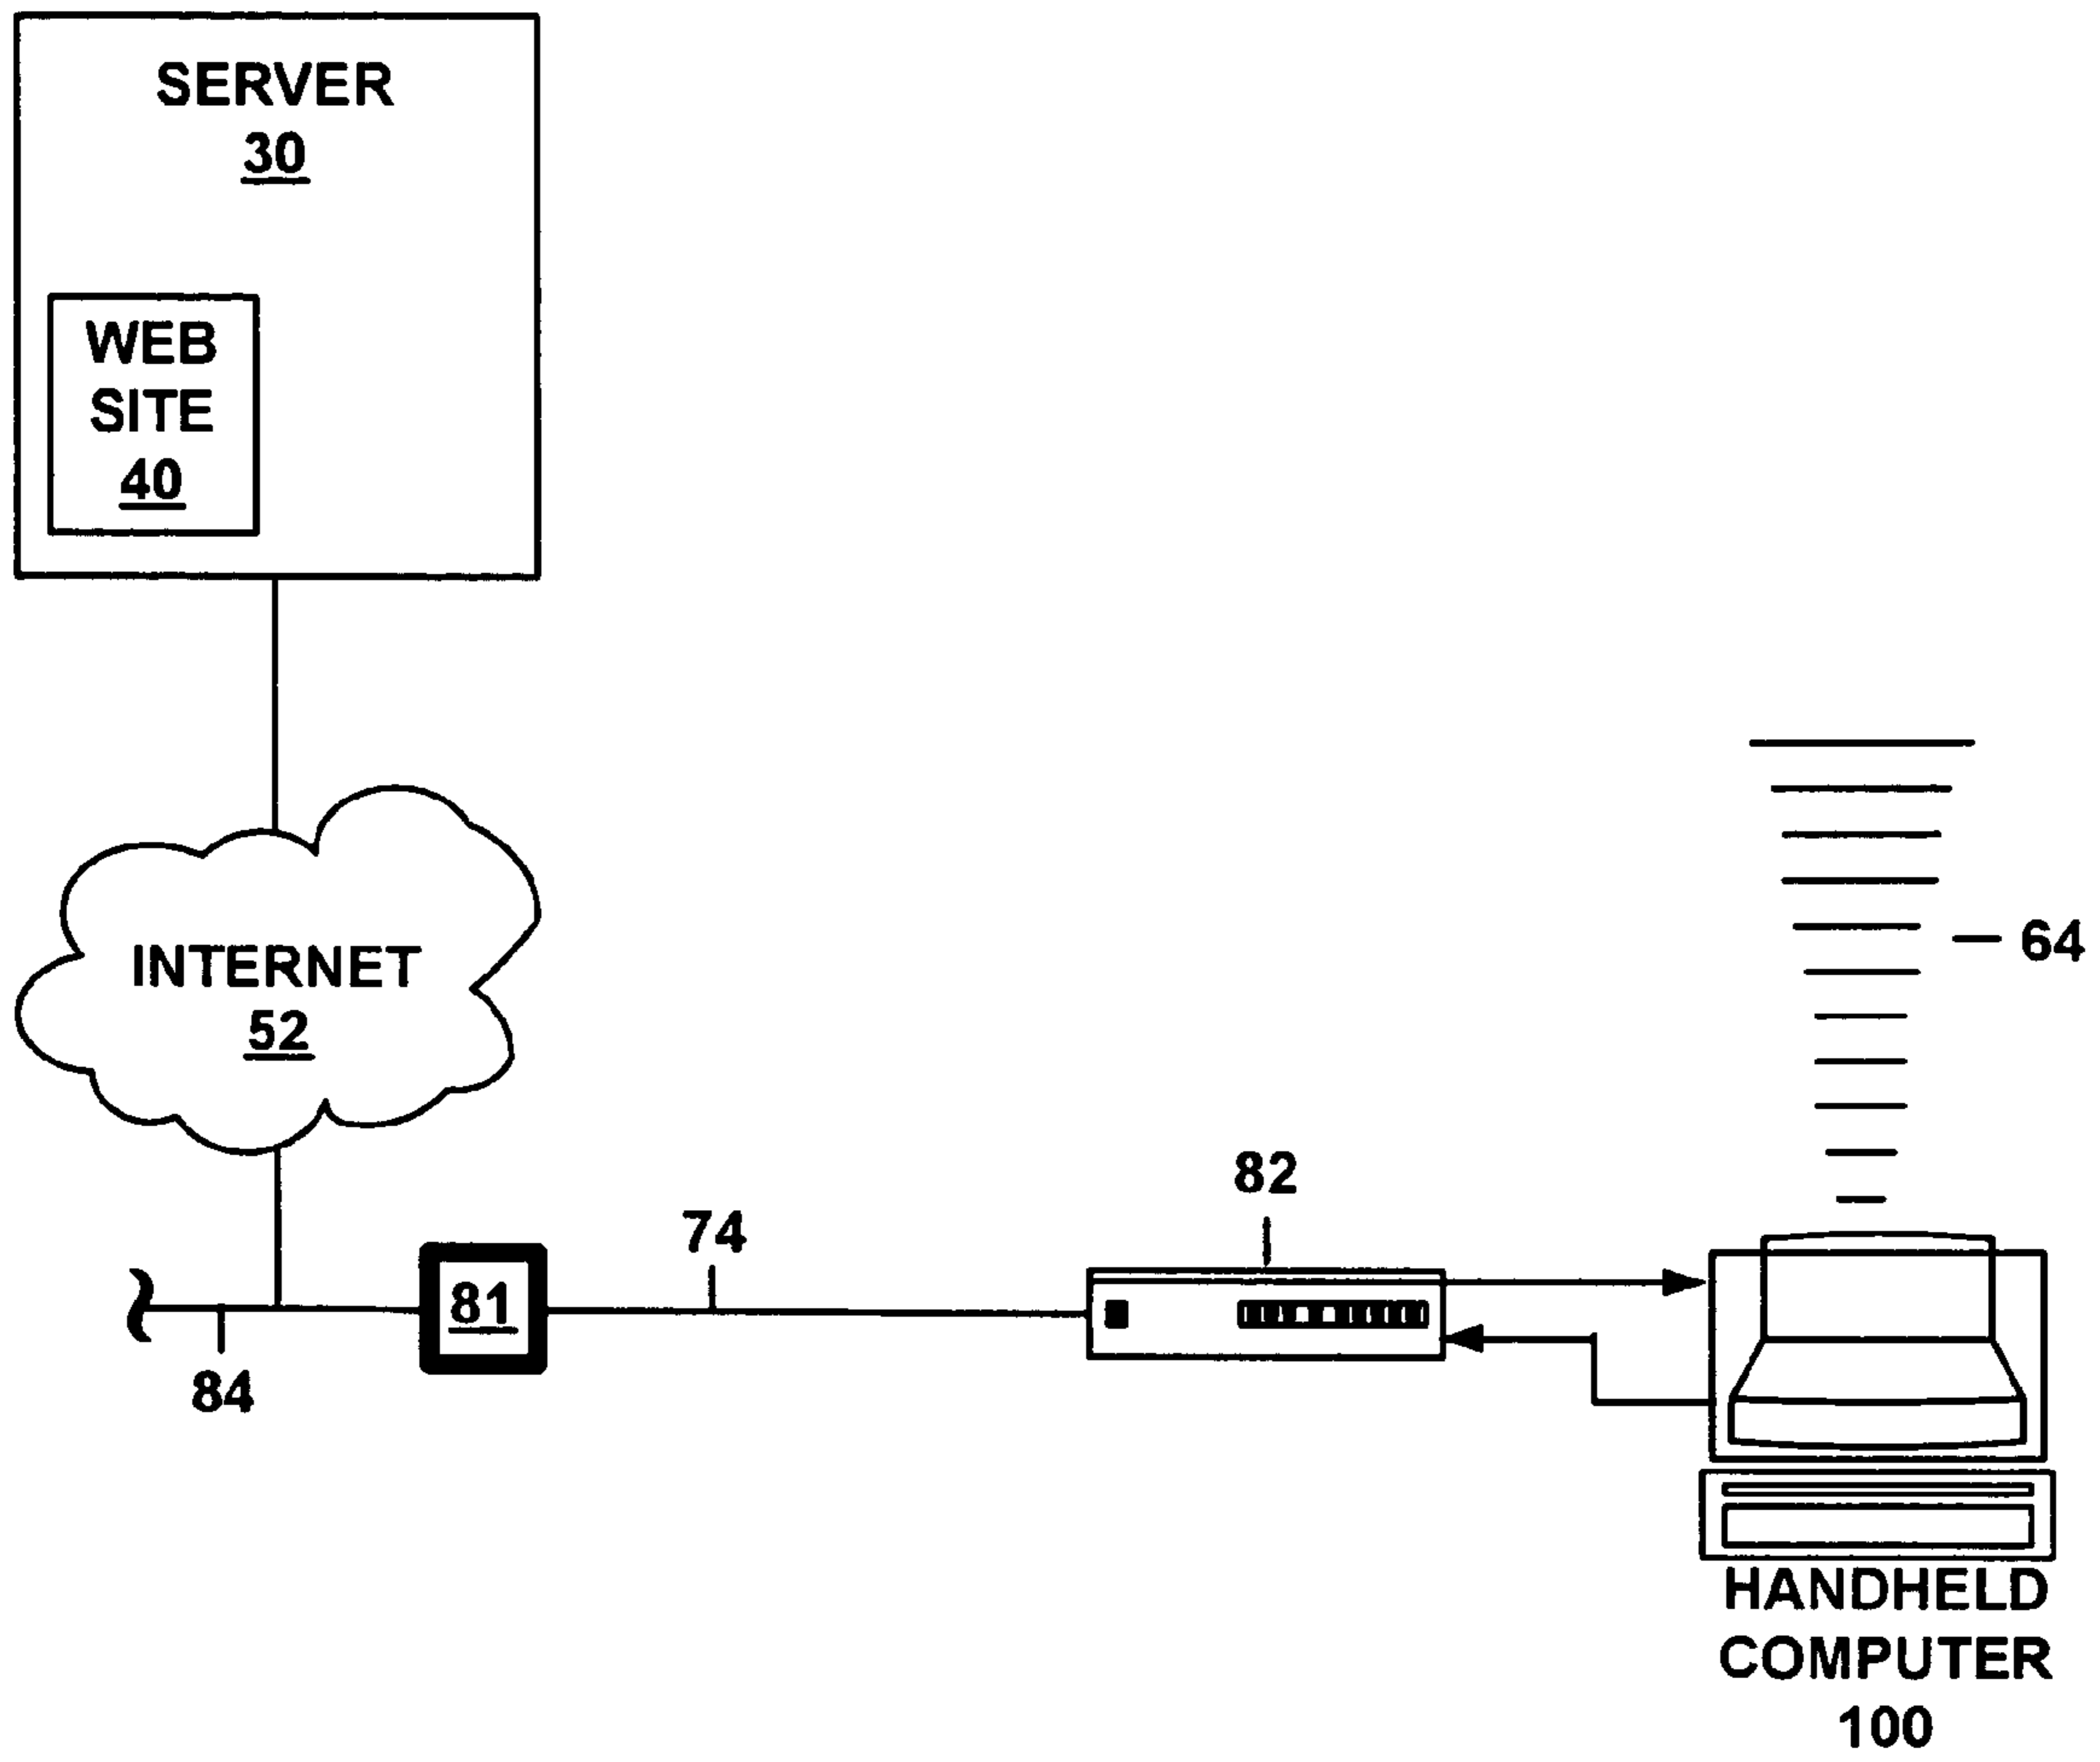 SERVER
30
WEB
SITE
40
INTERNET
52
64
82
74
81
84
HANDHELD
COMPUTER
100